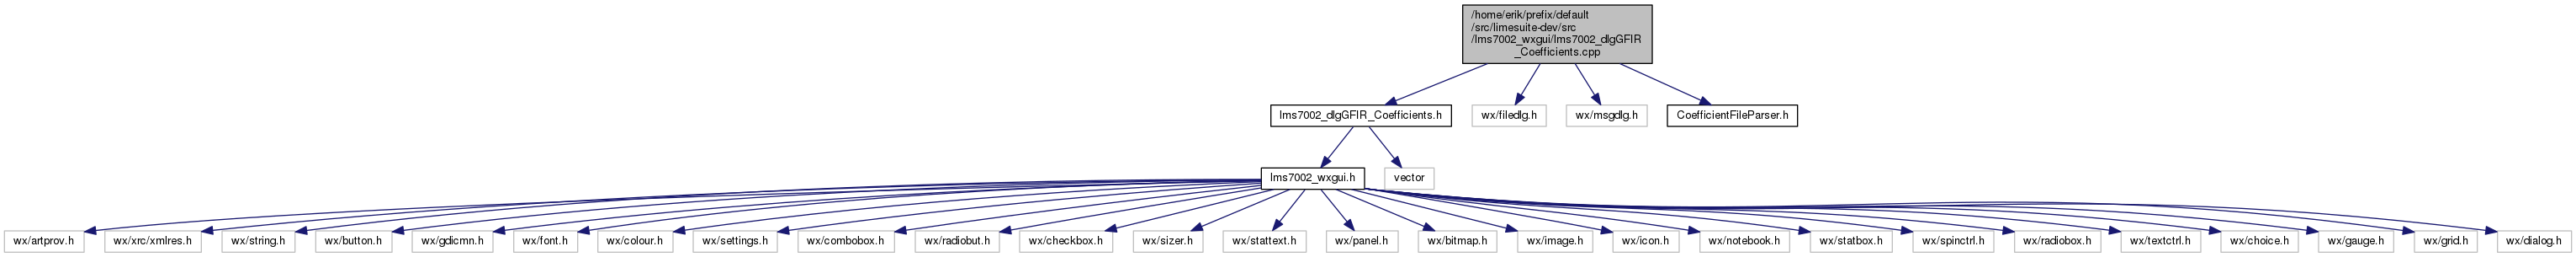 /home/erik/prefix/default
/src/limesuite-dev/src
/lms7002_wxgui/lms7002_dlgGFIR
_Coefficients.cpp
lms7002_dlgGFIR_Coefficients.h
wx/filedlg.h
wx/msgdlg.h
CoefficientFileParser.h
lms7002_wxgui.h
vector
wx/artprov.h
wx/xrc/xmlres.h
wx/string.h
wx/button.h
wx/gdicmn.h
wx/font.h
wx/colour.h
wx/settings.h
wx/combobox.h
wx/radiobut.h
wx/checkbox.h
wx/sizer.h
wx/stattext.h
wx/panel.h
wx/bitmap.h
wx/image.h
wx/icon.h
wx/notebook.h
wx/statbox.h
wx/spinctrl.h
wx/radiobox.h
wx/textctrl.h
wx/choice.h
wx/gauge.h
wx/grid.h
wx/dialog.h